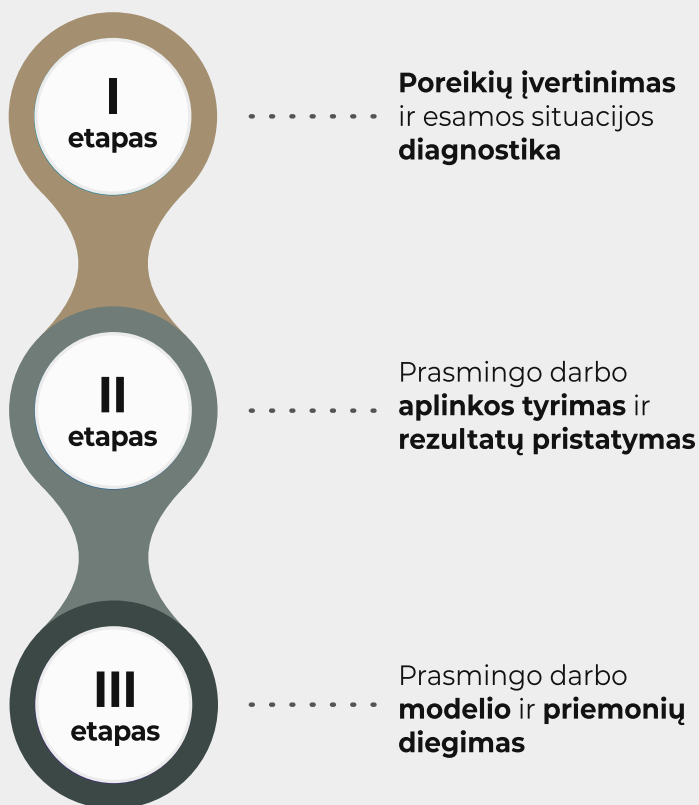 I
etapas
Poreikių įvertinimas
ir esamos situacijos
diagnostika
II
etapas
Prasmingo darbo
aplinkos tyrimas ir
rezultatų pristatymas
III
etapas
Prasmingo darbo
modelio ir priemonių
diegimas